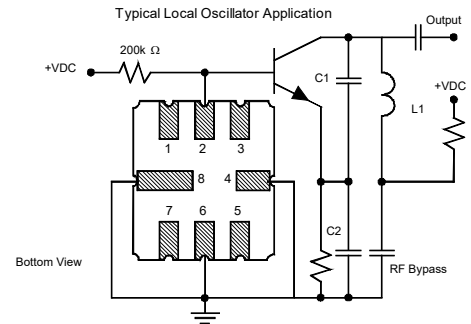 Typical Local Oscillator Application
Output
200k Ω
+VDC
C1
+VDC
L1
1
2
3
8
4
7
6
5
C2
Bottom View
RF Bypass